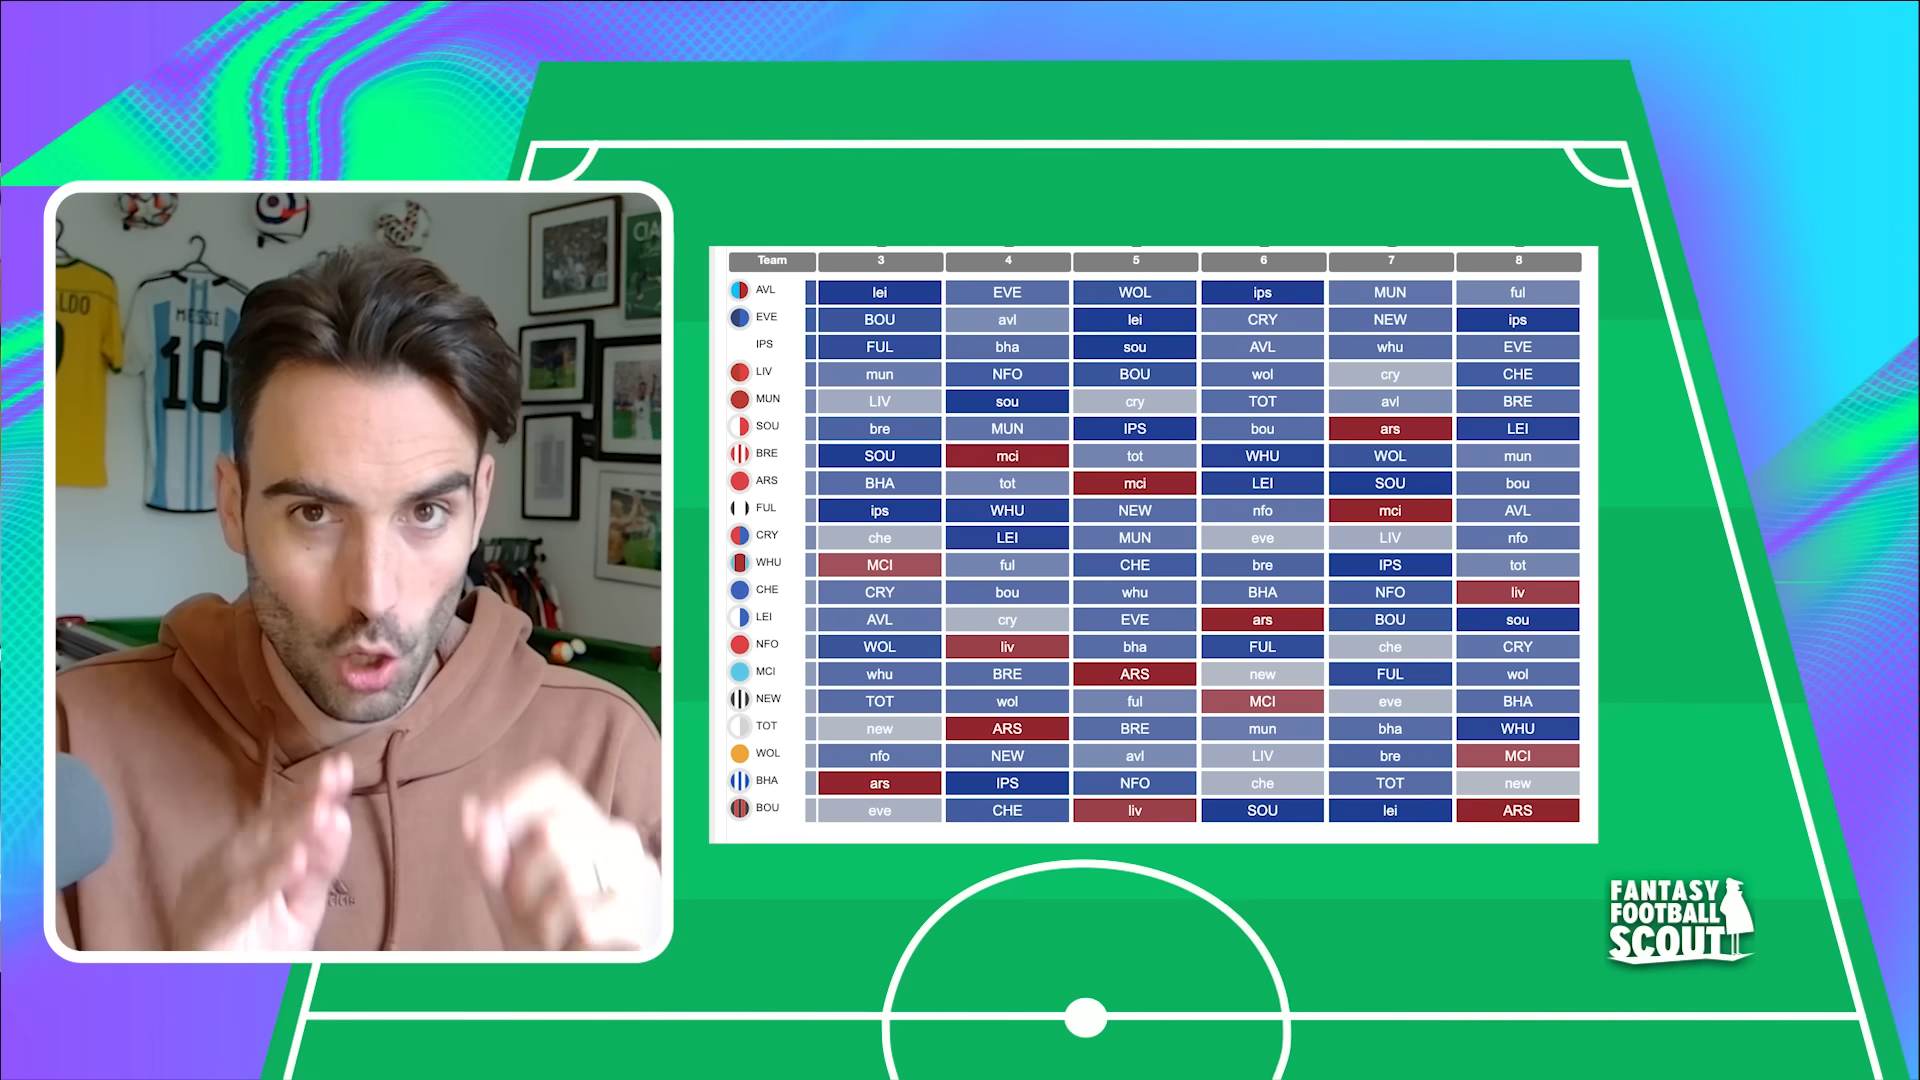 CIA
ALDO
9
MESSI
10
adidas
Team 3 4 5 6 7 8
AVL lei EVE WOL ips MUN ful
EVE BOU avl lei CRY NEW ips
IPS FUL bha sou AVL whu EVE
LIV mun NFO BOU wol cry CHE
MUN LIV sou cry TOT avl BRE
SOU bre MUN IPS bou ars LEI
BRE SOU mci tot WHU WOL mun
ARS BHA tot mci LEI SOU bou
FUL ips WHU NEW nfo mci AVL
CRY che LEI MUN eve LIV nfo
WHU MCI ful CHE bre IPS tot
CHE CRY bou whu BHA NFO liv
LEI AVL cry EVE ars BOU sou
NFO WOL liv bha FUL che CRY
MCI whu BRE ARS new FUL wol
NEW TOT wol ful MCI eve BHA
TOT new ARS BRE mun bha WHU
WOL nfo NEW avl LIV bre MCI
BHA ars IPS NFO che TOT new
BOU eve CHE liv SOU lei ARS
FANTASY
FOOTBALL
SCOUT